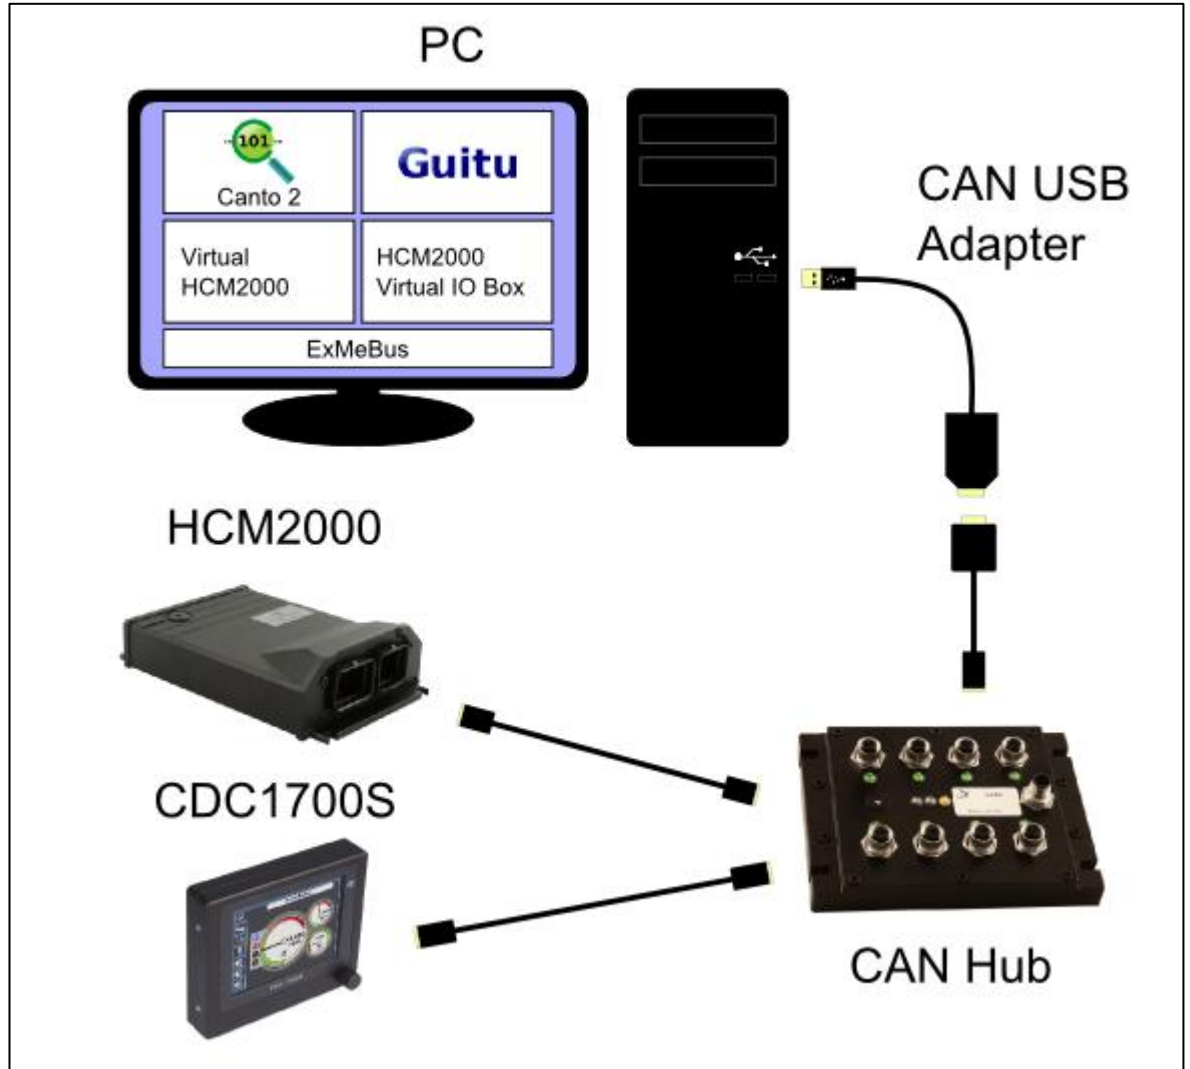 PC
101
Canto 2
Guitu
Virtual
HCM2000
HCM2000
Virtual IO Box
ExMeBus
CAN USB
Adapter
HCM2000
CDC1700S
CAN Hub